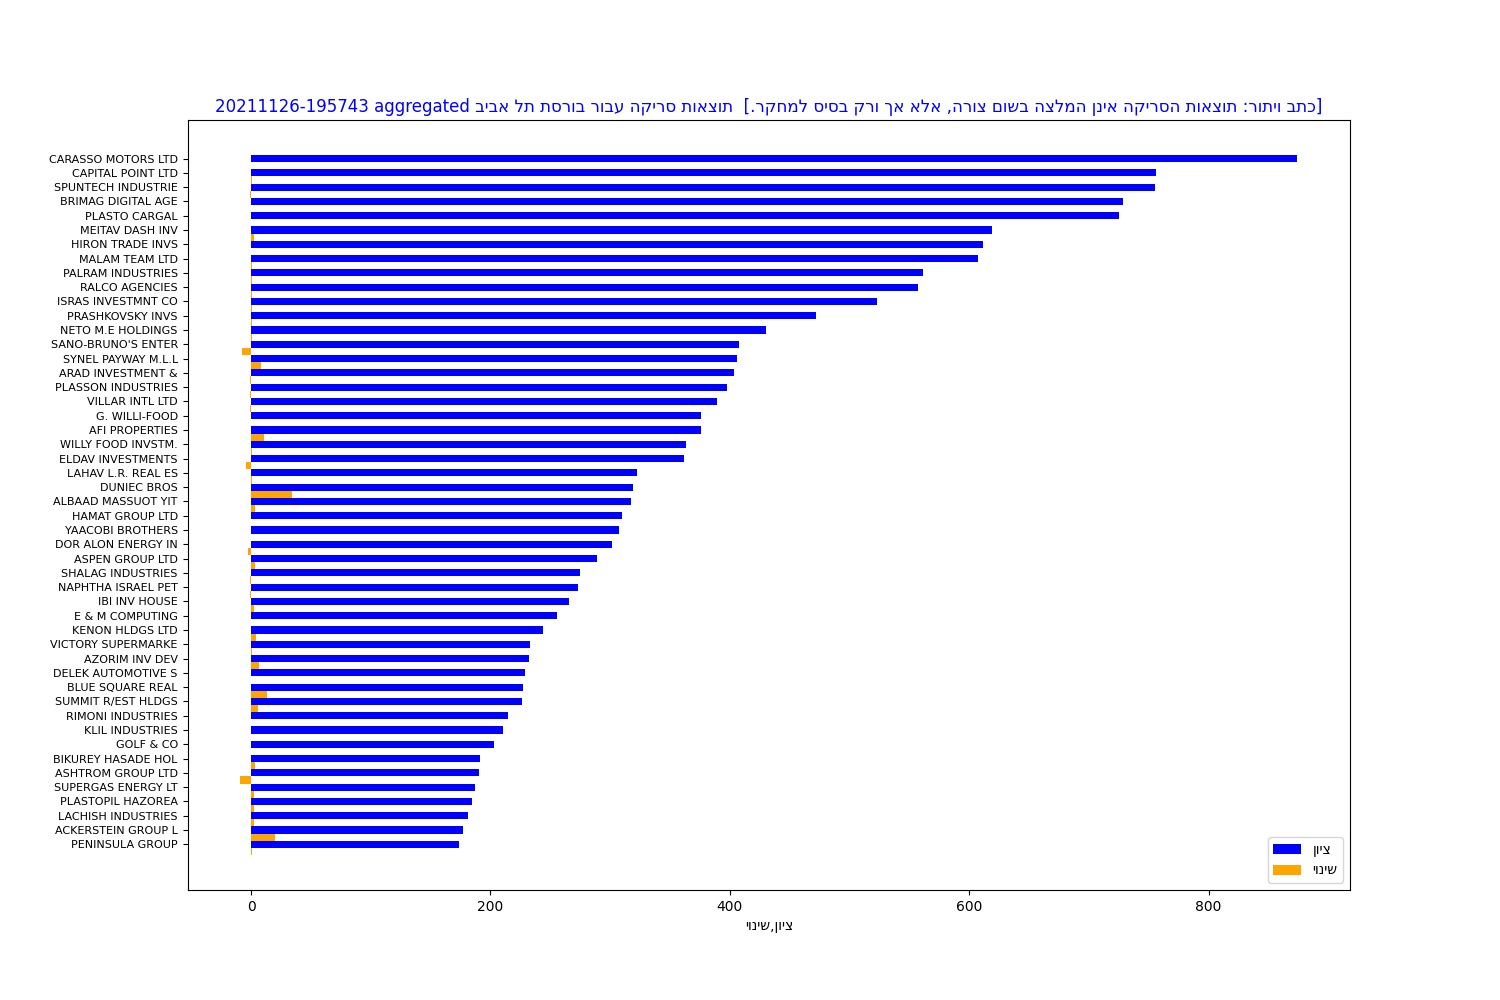 [כתב ויתור: תוצאות הסריקה אינן המלצה בשום צורה, אלא אך ורק בסיס למחקר.]  תוצאות סריקה עבור בורסת תל אביב 20211126-195743 aggregated
CARASSO MOTORS LTD
CAPITAL POINT LTD
SPUNTECH INDUSTRIE
BRIMAG DIGITAL AGE
PLASTO CARGAL
MEITAV DASH INV
HIRON TRADE INVS
MALAM TEAM LTD
PALRAM INDUSTRIES
RALCO AGENCIES
ISRAS INVESTMNT CO
PRASHKOVSKY INVS
NETO M.E HOLDINGS
SANO-BRUNO'S ENTER
SYNEL PAYWAY M.L.L
ARAD INVESTMENT &
PLASSON INDUSTRIES
VILLAR INTL LTD
G. WILLI-FOOD
AFI PROPERTIES
WILLY FOOD INVSTM.
ELDAV INVESTMENTS
LAHAV L.R. REAL ES
DUNIEC BROS
ALBAAD MASSUOT YIT
HAMAT GROUP LTD
YAACOBI BROTHERS
DOR ALON ENERGY IN
ASPEN GROUP LTD
SHALAG INDUSTRIES
NAPHTHA ISRAEL PET
IBI INV HOUSE
E & M COMPUTING
KENON HLDGS LTD
VICTORY SUPERMARKE
AZORIM INV DEV
DELEK AUTOMOTIVE S
BLUE SQUARE REAL
SUMMIT R/EST HLDGS
RIMONI INDUSTRIES
KLIL INDUSTRIES
GOLF & CO
BIKUREY HASADE HOL
ASHTROM GROUP LTD
SUPERGAS ENERGY LT
PLASTOPIL HAZOREA
LACHISH INDUSTRIES
ACKERSTEIN GROUP L
PENINSULA GROUP
ציון
שינוי
0 200 400 600 800
ציון,שינוי